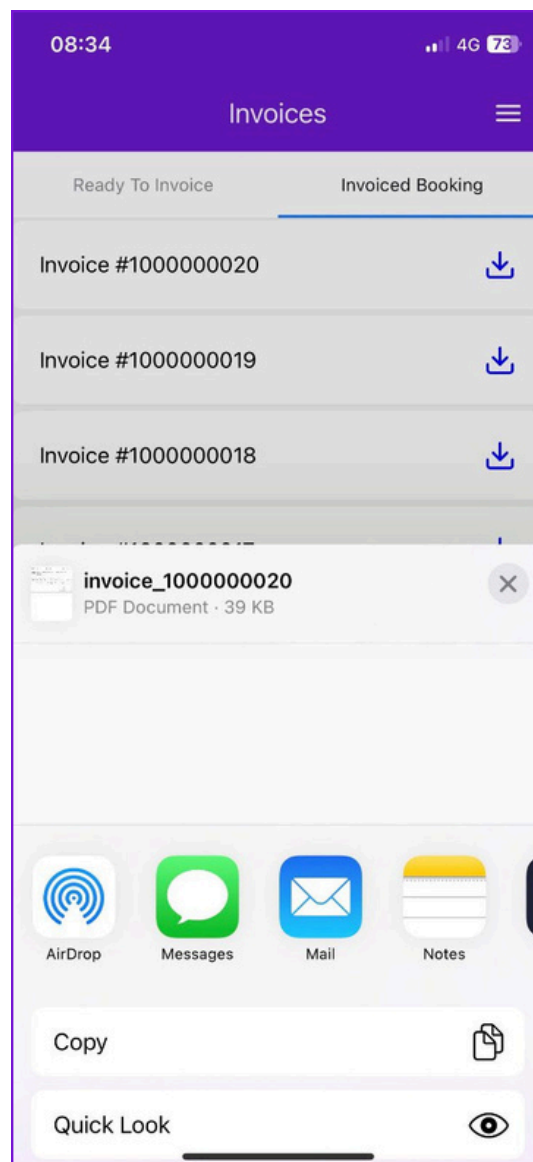 08:34 4G 73
Invoices
Ready To Invoice Invoiced Booking
Invoice #1000000020
Invoice #1000000019
Invoice #1000000018
invoice_1000000020
PDF Document · 39 KB
AirDrop Messages Mail Notes
Copy
Quick Look